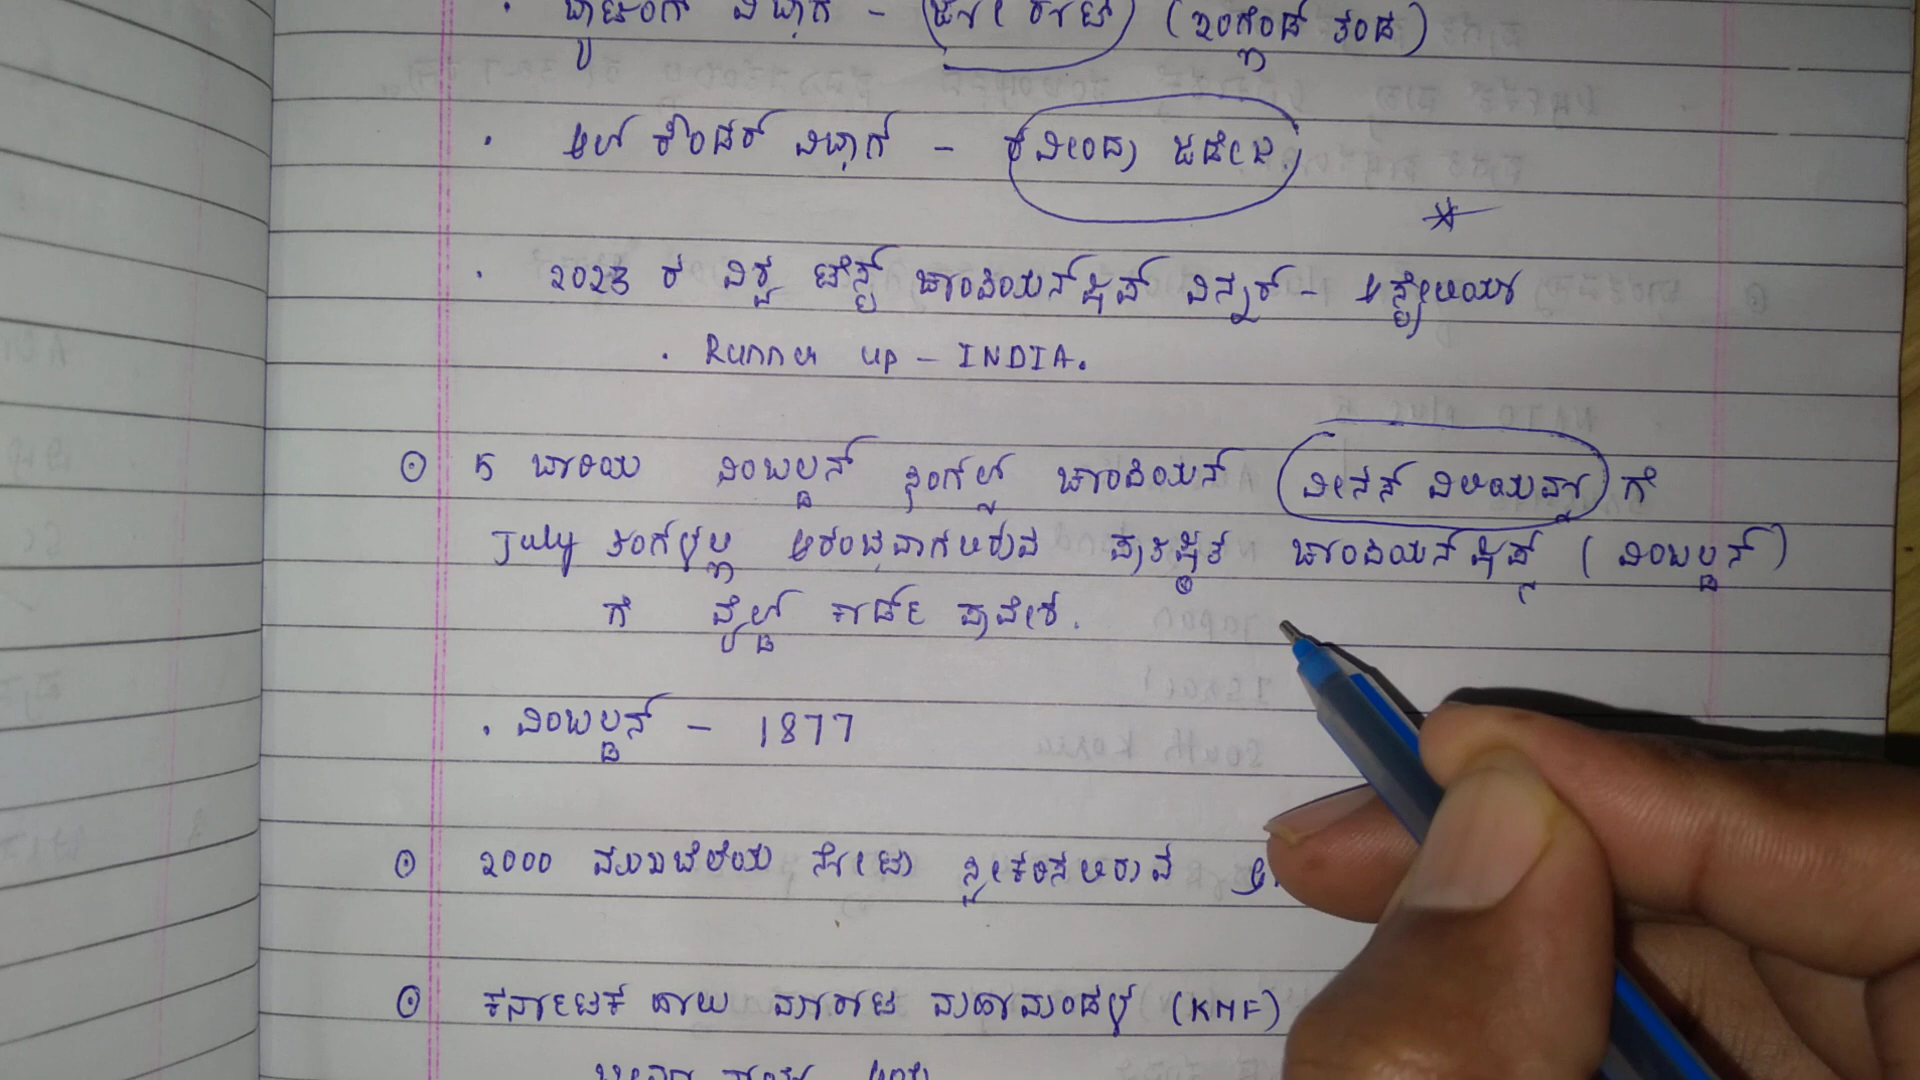 ಬ್ಯಾಟಿಂಗ್ ವಿಭಾಗ - ಜೋ ರೂಟ್ (ಇಂಗ್ಲೆಂಡ್ ತಂಡ)
. ಆಲ್ ರೌಂಡರ್ ವಿಭಾಗ - ರವೀಂದ್ರ ಜಡೇಜಾ
. 2023 ರ ವಿಶ್ವ ಟೆಸ್ಟ್ ಚಾಂಪಿಯನ್‌ಶಿಪ್ ವಿನ್ನರ್ - ಆಸ್ಟ್ರೇಲಿಯಾ
. Runner up - INDIA.
5 ಬಾರಿಯ ವಿಂಬಲ್ಡನ್ ಸಿಂಗಲ್ಸ್ ಚಾಂಪಿಯನ್ ವೀನಸ್ ವಿಲಿಯಮ್ಸ್ ಗೆ
July ತಿಂಗಳಲ್ಲಿ ಆರಂಭವಾಗಲಿರುವ ಪ್ರತಿಷ್ಠಿತ ಚಾಂಪಿಯನ್‌ಶಿಪ್ಸ್ (ವಿಂಬಲ್ಡನ್)
ಗೆ ವೈಲ್ಡ್ ಕಾರ್ಡ್ ಪ್ರವೇಶ.
. ವಿಂಬಲ್ಡನ್ - 1877
2000 ಮುಖಬೆಲೆಯ ನೋಟು ಸ್ವೀಕರಿಸಲಿರುವ
ಕರ್ನಾಟಕ ಹಾಲು ಮಾರಾಟ ಮಹಾಮಂಡಳಿ (KMF)